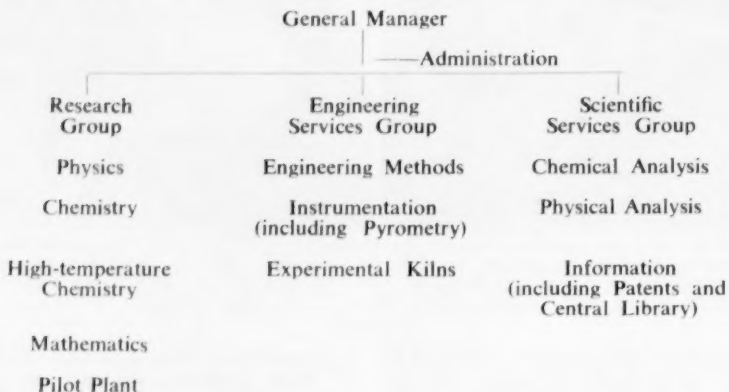 General Manager
Administration
Research
Group
Physics
Chemistry
High-temperature
Chemistry
Mathematics
Pilot Plant
Engineering
Services Group
Engineering Methods
Instrumentation
(including Pyrometry)
Experimental Kilns
Scientific
Services Group
Chemical Analysis
Physical Analysis
Information
(including Patents and
Central Library)